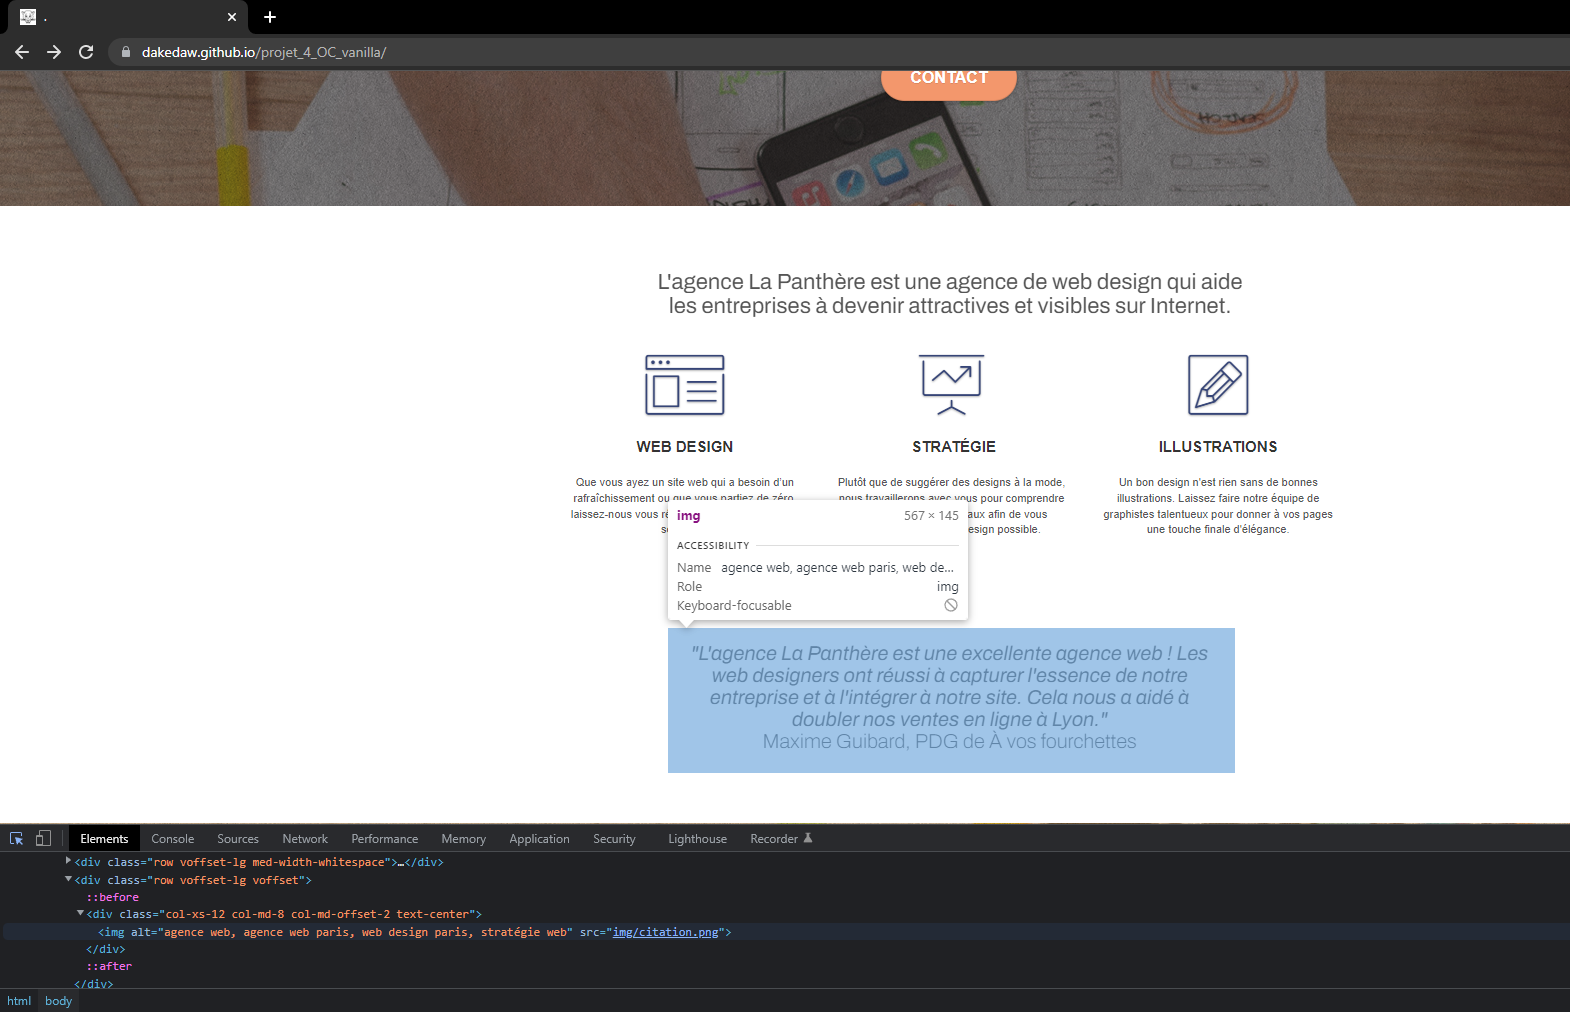 .
dakedaw.github.io/projet_4_OC_vanilla/
CONTACT
L'agence La Panthère est une agence de web design qui aide
les entreprises à devenir attractives et visibles sur Internet.
WEB DESIGN
Que vous ayez un site web qui a besoin d'un
rafraîchissement ou que vous partiez de zéro,
laissez-nous vous
STRATÉGIE
Plutôt que de suggérer des designs à la mode,
nous travaillerons avec vous pour comprendre
aux afin de vous
esign possible.
ILLUSTRATIONS
Un bon design n'est rien sans de bonnes
illustrations. Laissez faire notre équipe de
graphistes talentueux pour donner à vos pages
une touche finale d'élégance.
img 567 × 145
ACCESSIBILITY
Name agence web, agence web paris, web de...
Role img
Keyboard-focusable
"L'agence La Panthère est une excellente agence web ! Les
web designers ont réussi à capturer l'essence de notre
entreprise et à l'intégrer à notre site. Cela nous a aidé à
doubler nos ventes en ligne à Lyon."
Maxime Guibard, PDG de À vos fourchettes
Elements Console Sources Network Performance Memory Application Security Lighthouse Recorder
<div class="row voffset-lg med-width-whitespace">…</div>
<div class="row voffset-lg voffset">
::before
<div class="col-xs-12 col-md-8 col-md-offset-2 text-center">
<img alt="agence web, agence web paris, web design paris, stratégie web" src="img/citation.png">
</div>
::after
</div>
html body